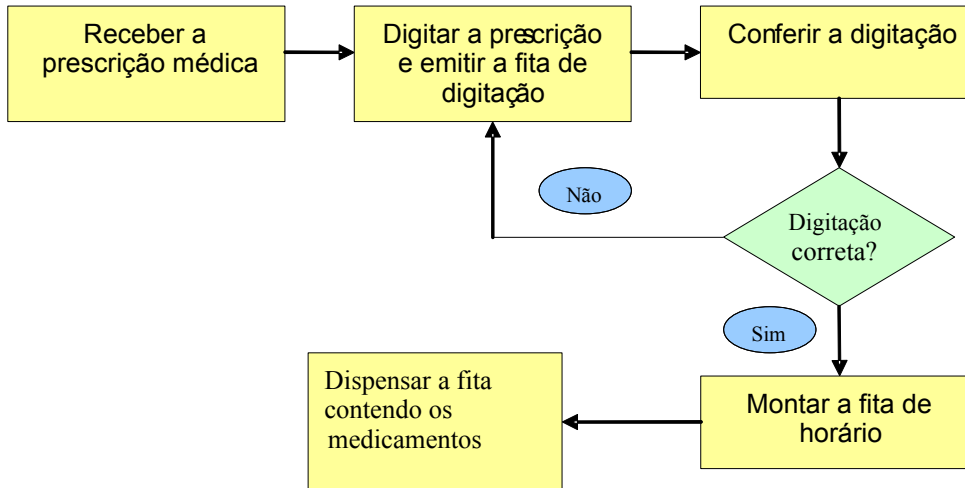 Receber a
prescrição médica
Digitar a prescrição
e emitir a fita de
digitação
Conferir a digitação
Não
Digitação
correta?
Sim
Dispensar a fita
contendo os
medicamentos
Montar a fita de
horário